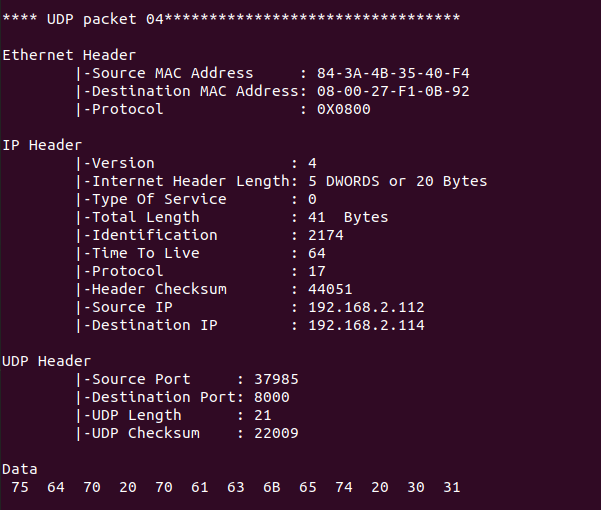 **** UDP packet 04*********************************
Ethernet Header
|-Source MAC Address : 84-3A-4B-35-40-F4
|-Destination MAC Address: 08-00-27-F1-0B-92
|-Protocol : 0X0800
IP Header
|-Version : 4
|-Internet Header Length: 5 DWORDS or 20 Bytes
|-Type Of Service : 0
|-Total Length : 41 Bytes
|-Identification : 2174
|-Time To Live : 64
|-Protocol : 17
|-Header Checksum : 44051
|-Source IP : 192.168.2.112
|-Destination IP : 192.168.2.114
UDP Header
|-Source Port : 37985
|-Destination Port: 8000
|-UDP Length : 21
|-UDP Checksum : 22009
Data
75 64 70 20 70 61 63 6B 65 74 20 30 31